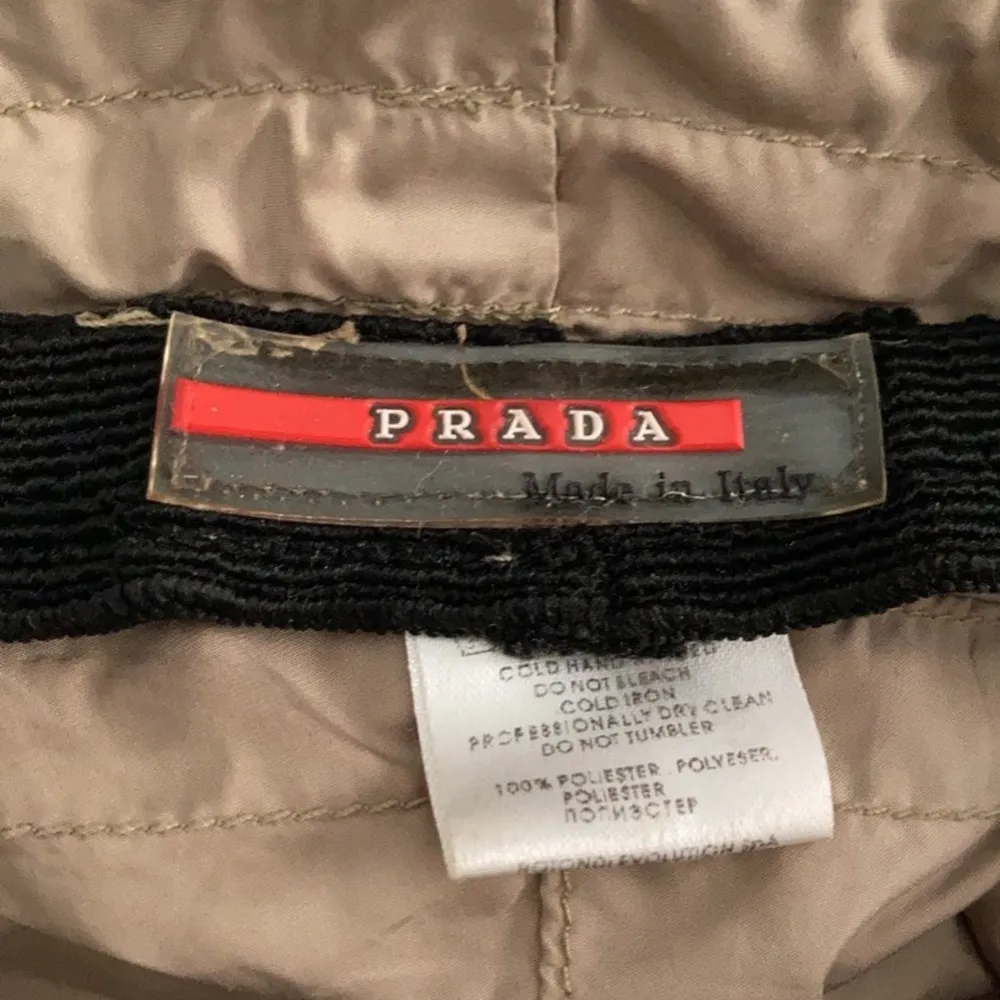 PRADA
Made in Italy
COLD HAND
DO NOT BLEACH
COLD IRON
PROFESSIONALLY DRY CLEAN
DO NOT TUMBLER
100% POLIESTER . POLYESER.
POLIESTER
ПОЛИЭСТЕР